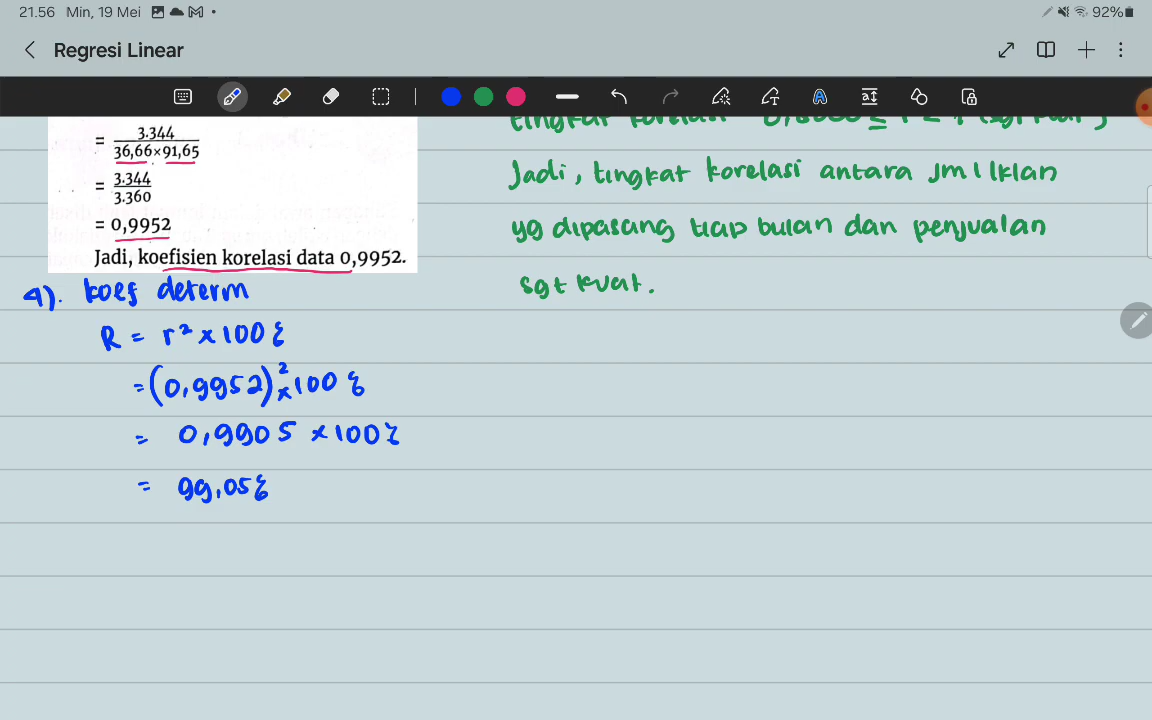 21.56 Min, 19 Mei
92%
Regresi Linear
= 3.344
36,66×91,65
= 3.344
3.360
= 0,9952
Jadi, koefisien korelasi data 0,9952.
4). koef determ
R = r² × 100 %
= (0,9952)² × 100 %
= 0,9905 × 100 %
= 99,05 %
tingkat korelasi
Jadi, tingkat korelasi antara Jml Iklan
yg dipasang tiap bulan dan penjualan
sgt kuat.